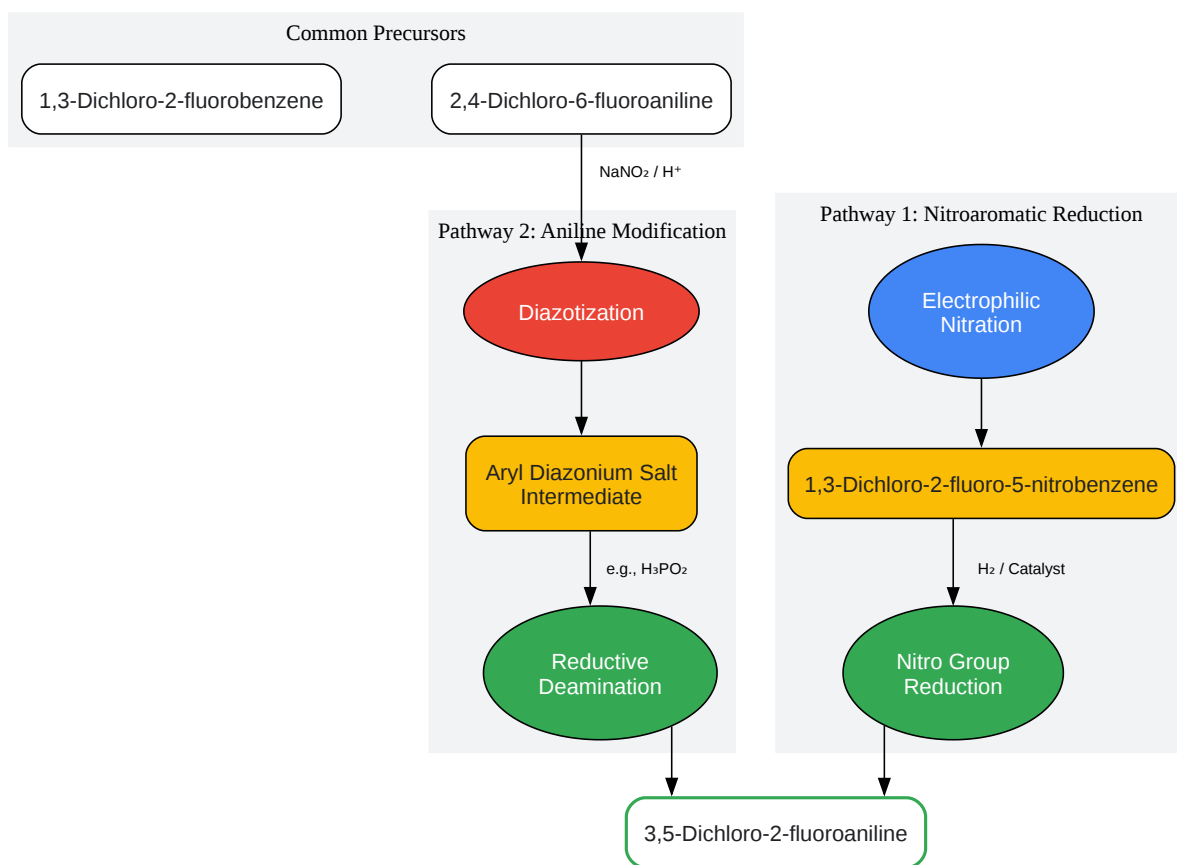 Common Precursors
1,3-Dichloro-2-fluorobenzene
2,4-Dichloro-6-fluoroaniline
NaNO₂ / H⁺
Pathway 2: Aniline Modification
Pathway 1: Nitroaromatic Reduction
Diazotization
Electrophilic
Nitration
Aryl Diazonium Salt
Intermediate
1,3-Dichloro-2-fluoro-5-nitrobenzene
e.g., H₃PO₂
H₂ / Catalyst
Reductive
Deamination
Nitro Group
Reduction
3,5-Dichloro-2-fluoroaniline